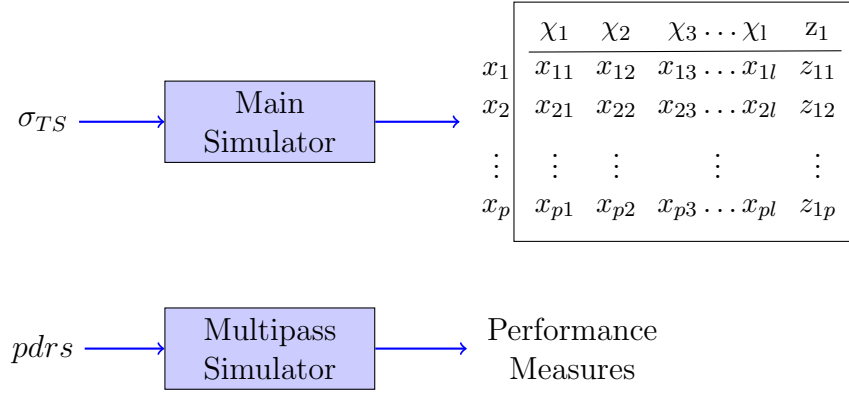 χ₁ χ₂ χ₃ … χₗ z₁
x₁ x₁₁ x₁₂ x₁₃ … x₁ₗ z₁₁
σ_TS Main Simulator
x₂ x₂₁ x₂₂ x₂₃ … x₂ₗ z₁₂
⋮ ⋮ ⋮ ⋮ ⋮
xₚ xₚ₁ xₚ₂ xₚ₃ … xₚₗ z₁ₚ
pdrs
Multipass
Simulator
Performance
Measures